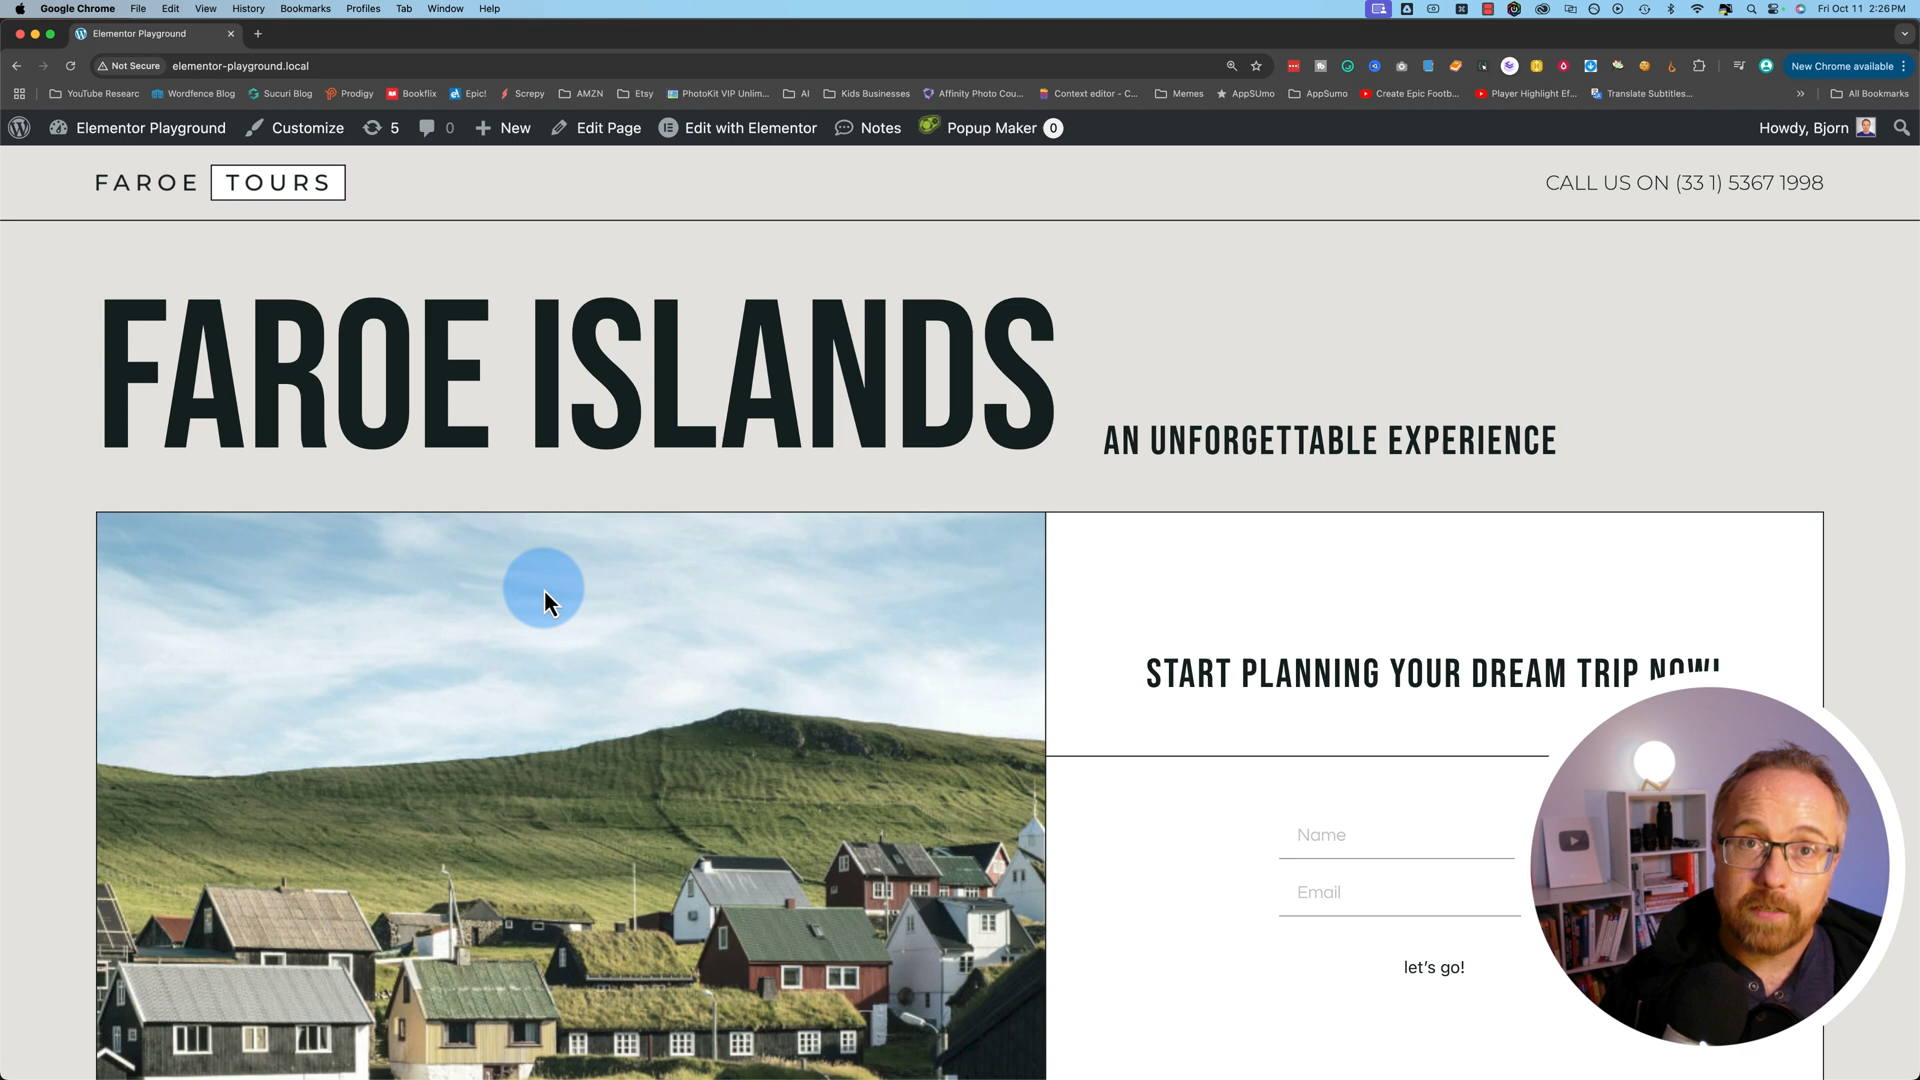 Google Chrome File Edit View History Bookmarks Profiles Tab Window Help
Fri Oct 11 2:26 PM
Elementor Playground
Not Secure elementor-playground.local
New Chrome available
YouTube Researc Wordfence Blog Sucuri Blog Prodigy Bookflix Epic! Screpy AMZN Etsy PhotoKit VIP Unlim... AI Kids Businesses Affinity Photo Cou... Context editor - C... Memes AppSUmo AppSumo Create Epic Footb... Player Highlight Ef... Translate Subtitles... » All Bookmarks
Elementor Playground Customize 5 0 New Edit Page Edit with Elementor Notes Popup Maker 0
Howdy, Bjorn
FAROE TOURS
CALL US ON (33 1) 5367 1998
FAROE ISLANDS
AN UNFORGETTABLE EXPERIENCE
START PLANNING YOUR DREAM TRIP NOW!
Name
Email
let's go!